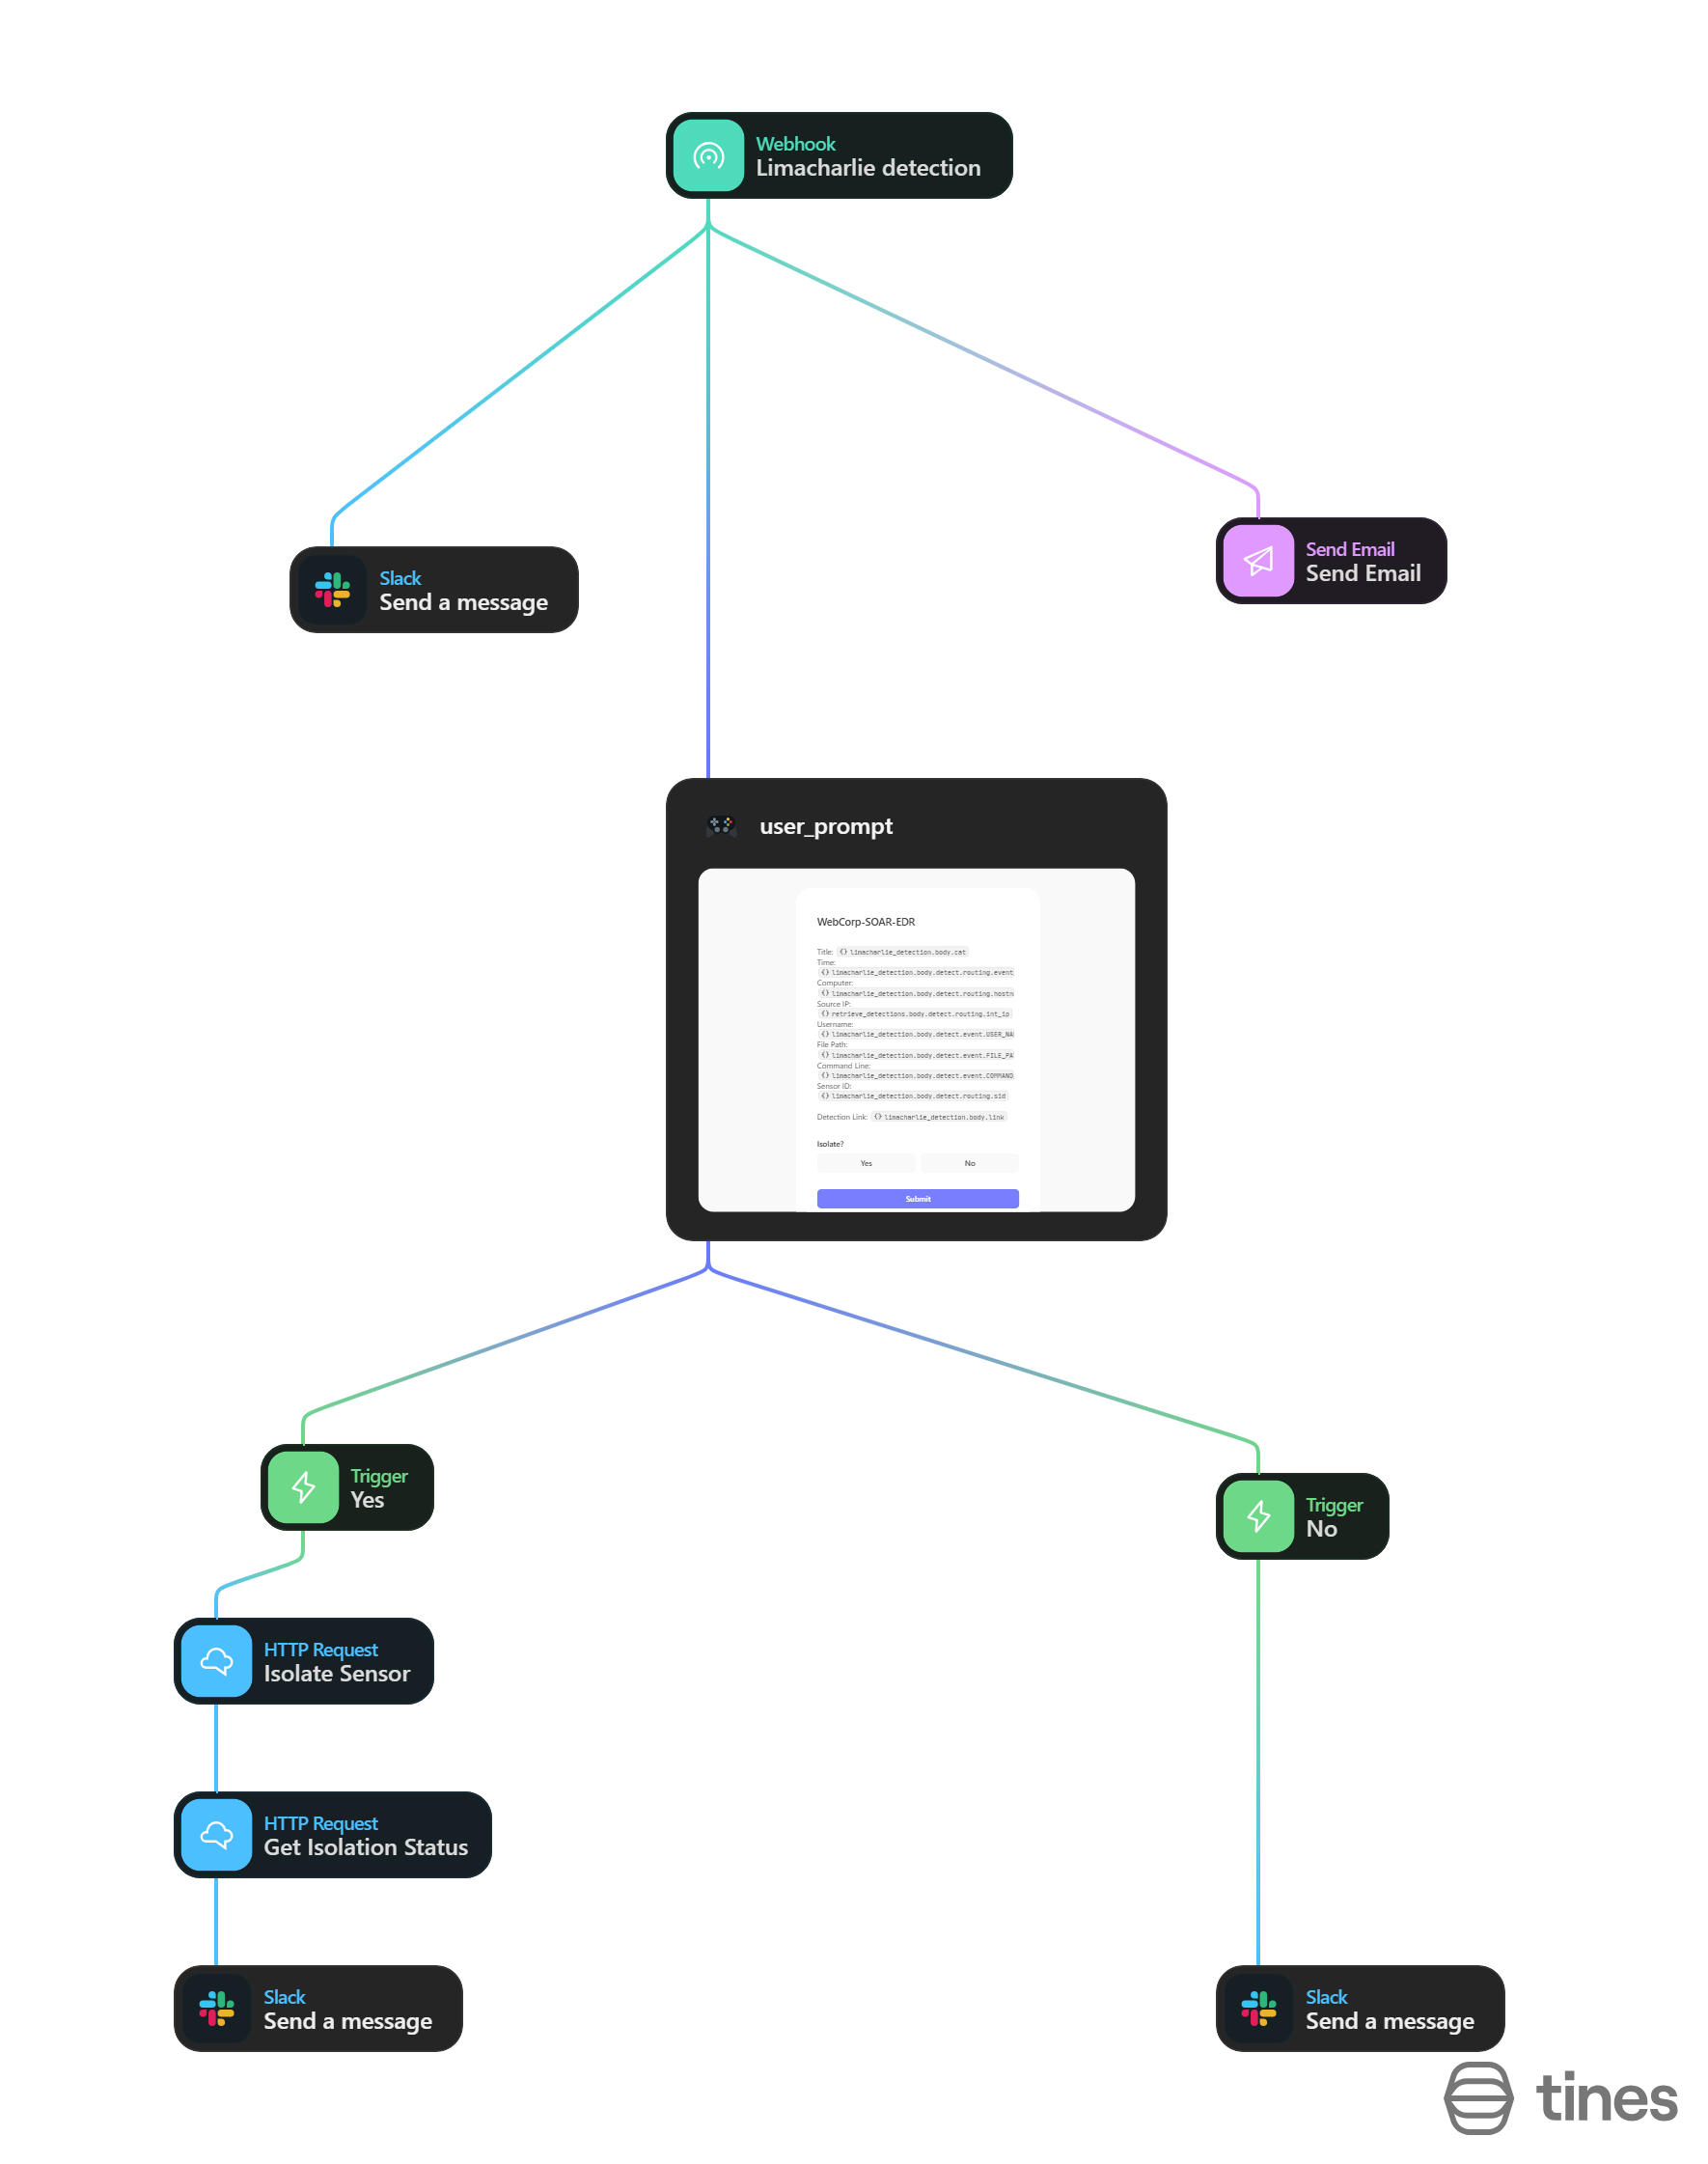 Webhook
Limacharlie detection
Slack
Send a message
Send Email
Send Email
user_prompt
WebCorp-SOAR-EDR
Title: {} limacharlie_detection.body.cat
Time:
{} limacharlie_detection.body.detect.routing.event
Computer:
{} limacharlie_detection.body.detect.routing.hostn
Source IP:
{} retrieve_detections.body.detect.routing.int_ip
Username:
{} limacharlie_detection.body.detect.event.USER_NA
File Path:
{} limacharlie_detection.body.detect.event.FILE_PA
Command Line:
{} limacharlie_detection.body.detect.event.COMMAND
Sensor ID:
{} limacharlie_detection.body.detect.routing.sid
Detection Link: {} limacharlie_detection.body.link
Isolate?
Yes No
Submit
Trigger
Yes
Trigger
No
HTTP Request
Isolate Sensor
HTTP Request
Get Isolation Status
Slack
Send a message
Slack
Send a message
tines